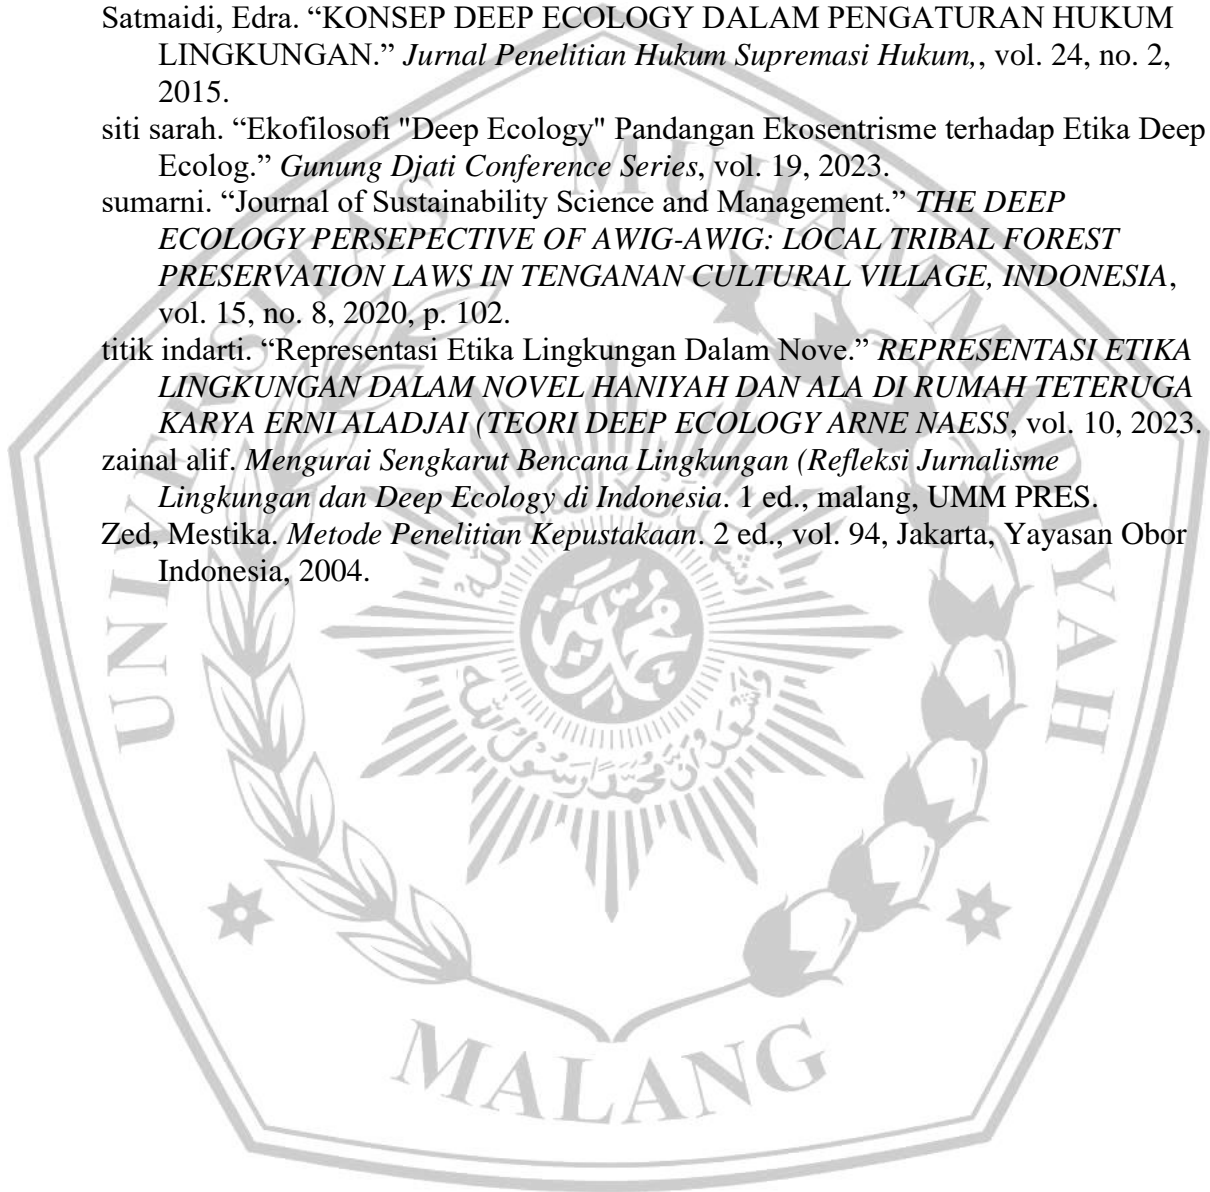 Satmaidi, Edra. “KONSEP DEEP ECOLOGY DALAM PENGATURAN HUKUM
LINGKUNGAN.” Jurnal Penelitian Hukum Supremasi Hukum,, vol. 24, no. 2,
2015.
siti sarah. “Ekofilosofi "Deep Ecology" Pandangan Ekosentrisme terhadap Etika Deep
Ecolog.” Gunung Djati Conference Series, vol. 19, 2023.
sumarni. “Journal of Sustainability Science and Management.” THE DEEP
ECOLOGY PERSEPECTIVE OF AWIG-AWIG: LOCAL TRIBAL FOREST
PRESERVATION LAWS IN TENGANAN CULTURAL VILLAGE, INDONESIA,
vol. 15, no. 8, 2020, p. 102.
titik indarti. “Representasi Etika Lingkungan Dalam Nove.” REPRESENTASI ETIKA
LINGKUNGAN DALAM NOVEL HANIYAH DAN ALA DI RUMAH TETERUGA
KARYA ERNI ALADJAI (TEORI DEEP ECOLOGY ARNE NAESS, vol. 10, 2023.
zainal alif. Mengurai Sengkarut Bencana Lingkungan (Refleksi Jurnalisme
Lingkungan dan Deep Ecology di Indonesia. 1 ed., malang, UMM PRES.
Zed, Mestika. Metode Penelitian Kepustakaan. 2 ed., vol. 94, Jakarta, Yayasan Obor
Indonesia, 2004.
UNIVERSITAS MUHAMMADIYAH
MALANG